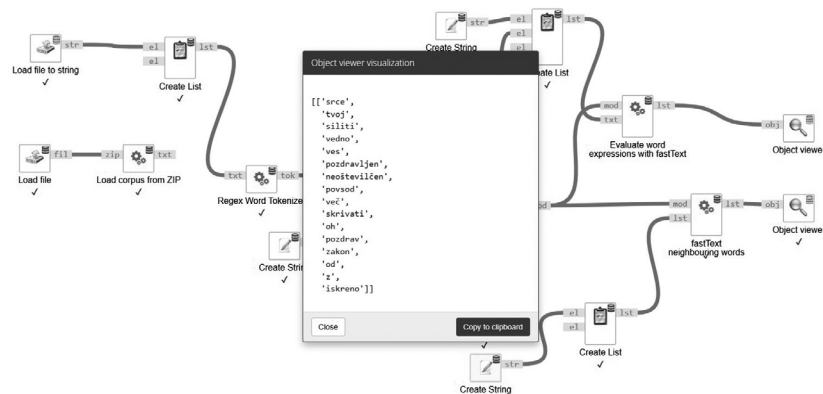 str
Load file to string
✓
el
lst
el
Create List
✓
fil
Load file
✓
zip
txt
Load corpus from ZIP
✓
txt
tok
Regex Word Tokenize
✓
Create Stri
✓
str
Create String
el
lst
el
el
ate List
Object viewer visualization
[['srce',
'tvoj',
'siliti',
'vedno',
'ves',
'pozdravljen',
'neoštevilčen',
'povsod',
'več',
'skrivati',
'oh',
'pozdrav',
'zakon',
'od',
'z',
'iskreno']]
Close
Copy to clipboard
✓
od
mod
lst
txt
Evaluate word
expressions with fastText
✓
obj
Object viewe
✓
mod
lst
lst
fastText
neighbouring words
✓
obj
Object viewe
✓
el
lst
el
Create List
✓
str
Create String
✓